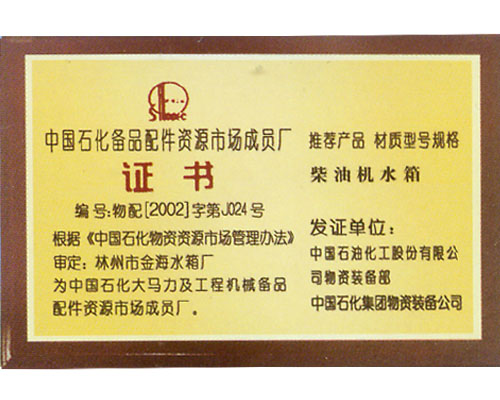 中国石化备品配件资源市场成员厂
证书
编号:物配[2002]字第J024号
根据《中国石化物资资源市场管理办法》
审定:林州市金海水箱厂
为中国石化大马力及工程机械备品
配件资源市场成员厂。
推荐产品 材质型号规格
柴油机水箱
发证单位:
中国石油化工股份有限公
司物资装备部
中国石化集团物资装备公司